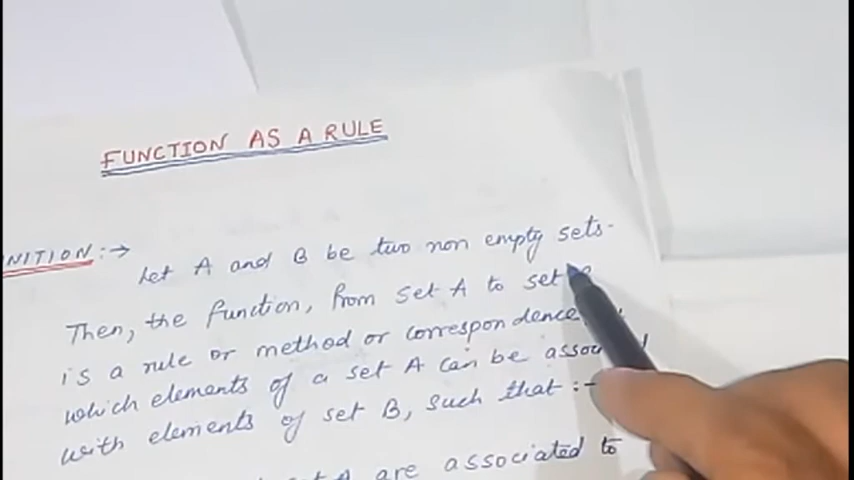 FUNCTION AS A RULE
NITION :→
Let A and B be two non empty sets.
Then, the function, from set A to set
is a rule or method or correspondence
which elements of a set A can be assoc
with elements of set B, such that :-
A are associated to